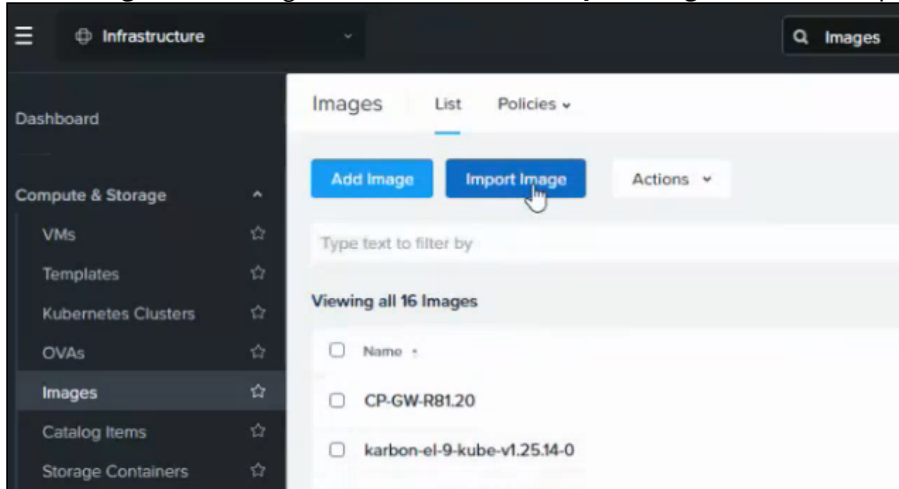 Infrastructure
Images
Dashboard
Compute & Storage
VMs
Templates
Kubernetes Clusters
OVAs
Images
Catalog Items
Storage Containers
Images List Policies
Add Image Import Image Actions
Type text to filter by
Viewing all 16 Images
Name
CP-GW-R81.20
karbon-el-9-kube-v1.25.14-0